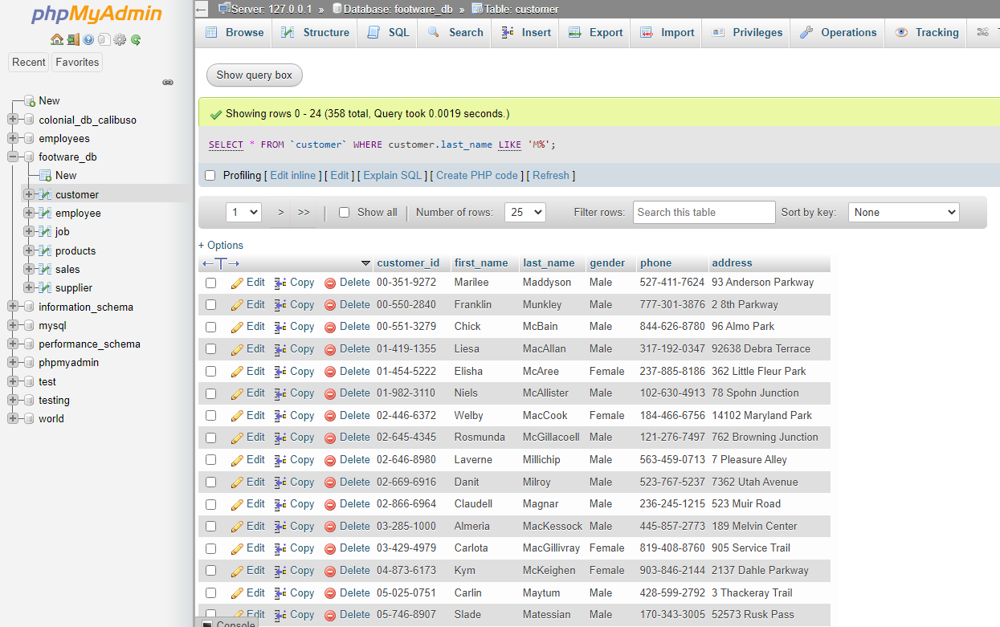 phpMyAdmin
Recent Favorites
New
colonial_db_calibuso
employees
footware_db
New
customer
employee
job
products
sales
supplier
information_schema
mysql
performance_schema
phpmyadmin
test
testing
world
Server: 127.0.0.1 » Database: footware_db » Table: customer
Browse Structure SQL Search Insert Export Import Privileges Operations Tracking
Show query box
Showing rows 0 - 24 (358 total, Query took 0.0019 seconds.)
SELECT * FROM `customer` WHERE customer.last_name LIKE 'M%';
Profiling [ Edit inline ] [ Edit ] [ Explain SQL ] [ Create PHP code ] [ Refresh ]
1 > >> | Show all | Number of rows: 25 Filter rows: Search this table Sort by key: None
+ Options
←T→ customer_id first_name last_name gender phone address
Edit Copy Delete 00-351-9272 Marilee Maddyson Male 527-411-7624 93 Anderson Parkway
Edit Copy Delete 00-550-2840 Franklin Munkley Male 777-301-3876 2 8th Parkway
Edit Copy Delete 00-551-3279 Chick McBain Male 844-626-8780 96 Almo Park
Edit Copy Delete 01-419-1355 Liesa MacAllan Male 317-192-0347 92638 Debra Terrace
Edit Copy Delete 01-454-5222 Elisha McAree Female 237-885-8186 362 Little Fleur Park
Edit Copy Delete 01-982-3110 Niels McAllister Male 102-630-4913 78 Spohn Junction
Edit Copy Delete 02-446-6372 Welby MacCook Female 184-466-6756 14102 Maryland Park
Edit Copy Delete 02-645-4345 Rosmunda McGillacoell Male 121-276-7497 762 Browning Junction
Edit Copy Delete 02-646-8980 Laverne Millichip Male 563-459-0713 7 Pleasure Alley
Edit Copy Delete 02-669-6916 Danit Milroy Male 523-767-5237 7362 Utah Avenue
Edit Copy Delete 02-866-6964 Claudell Magnar Male 236-245-1215 523 Muir Road
Edit Copy Delete 03-285-1000 Almeria MacKessock Male 445-857-2773 189 Melvin Center
Edit Copy Delete 03-429-4979 Carlota MacGillivray Female 819-408-8760 905 Service Trail
Edit Copy Delete 04-873-6173 Kym McKeighen Female 903-846-2144 2137 Dahle Parkway
Edit Copy Delete 05-025-0751 Carlin Maytum Male 428-599-2792 3 Thackeray Trail
Edit Copy Delete 05-746-8907 Slade Matessian Male 170-343-3005 52573 Rusk Pass
Console